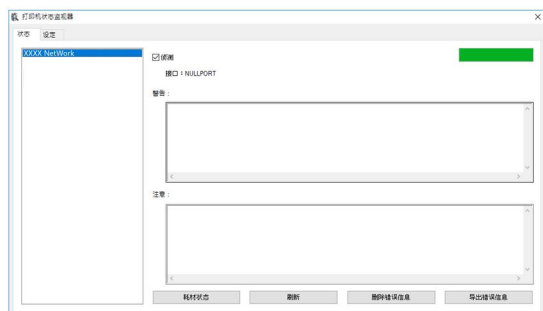 打印机状态监视器
状态 设定
XXXX NetWork
侦测
接口：NULLPORT
警告：
注意：
耗材状态 刷新 删除错误信息 导出错误信息